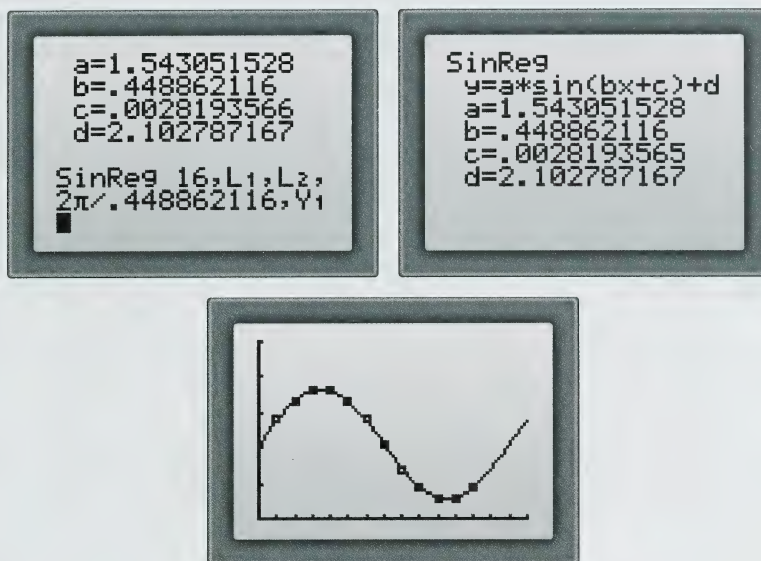 a=1.543051528
b=.448862116
c=.0028193566
d=2.102787167
SinReg 16,L₁,L₂,
2π/.448862116,Y₁
SinReg
y=a*sin(bx+c)+d
a=1.543051528
b=.448862116
c=.0028193565
d=2.102787167